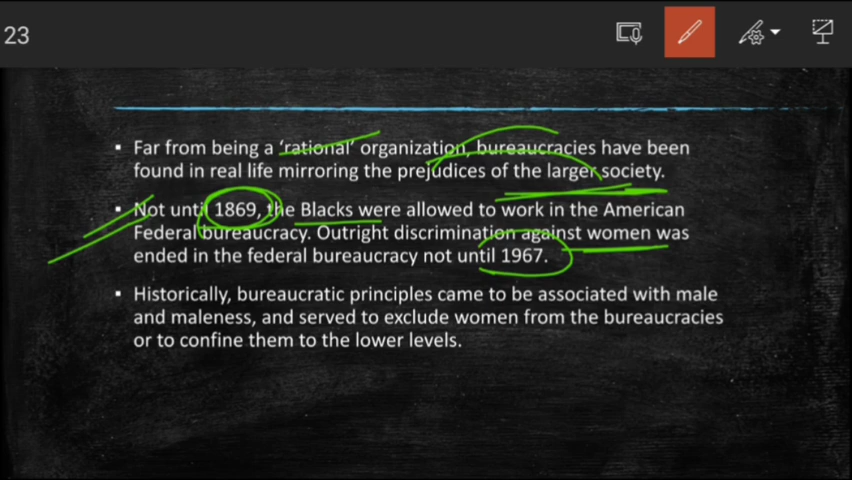 23
▪ Far from being a 'rational' organization, bureaucracies have been
found in real life mirroring the prejudices of the larger society.
▪ Not until 1869, the Blacks were allowed to work in the American
Federal bureaucracy. Outright discrimination against women was
ended in the federal bureaucracy not until 1967.
▪ Historically, bureaucratic principles came to be associated with male
and maleness, and served to exclude women from the bureaucracies
or to confine them to the lower levels.